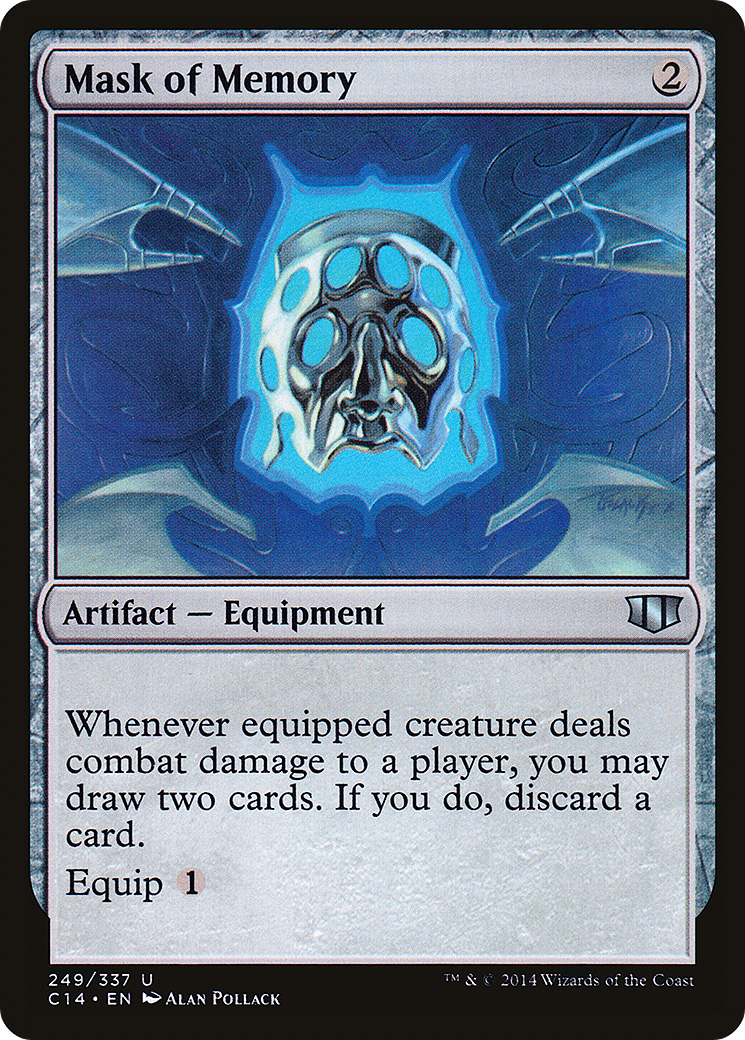 Mask of Memory 2
Artifact — Equipment
Whenever equipped creature deals
combat damage to a player, you may
draw two cards. If you do, discard a
card.
Equip 1
249/337 U
™ & © 2014 Wizards of the Coast
C14 • EN Alan Pollack